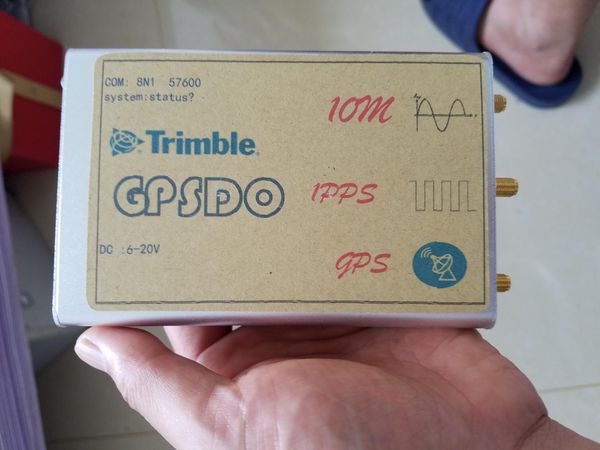 COM: 8N1 57600
system:status?
Trimble
GPSDO
DC :6-20V
10M
1PPS
GPS